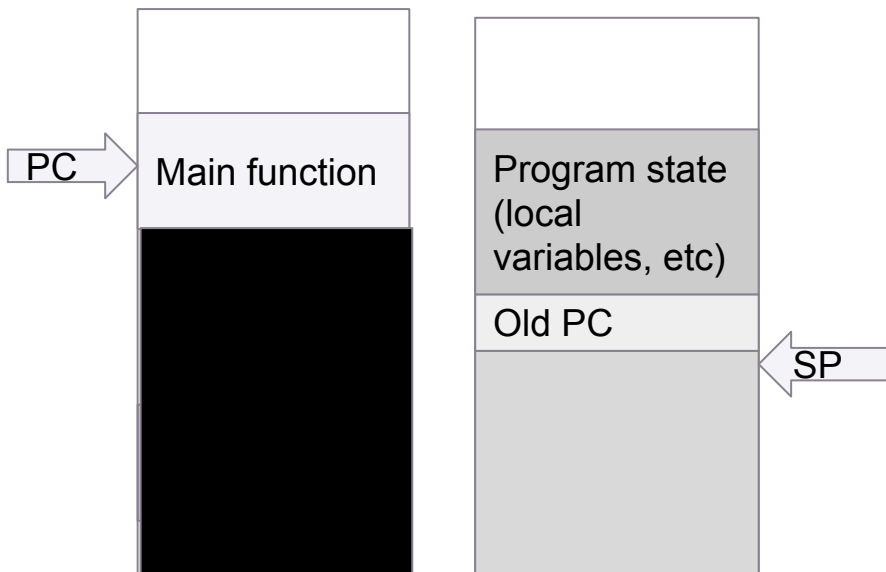 PC
Main function
Program state
(local
variables, etc)
Old PC
SP